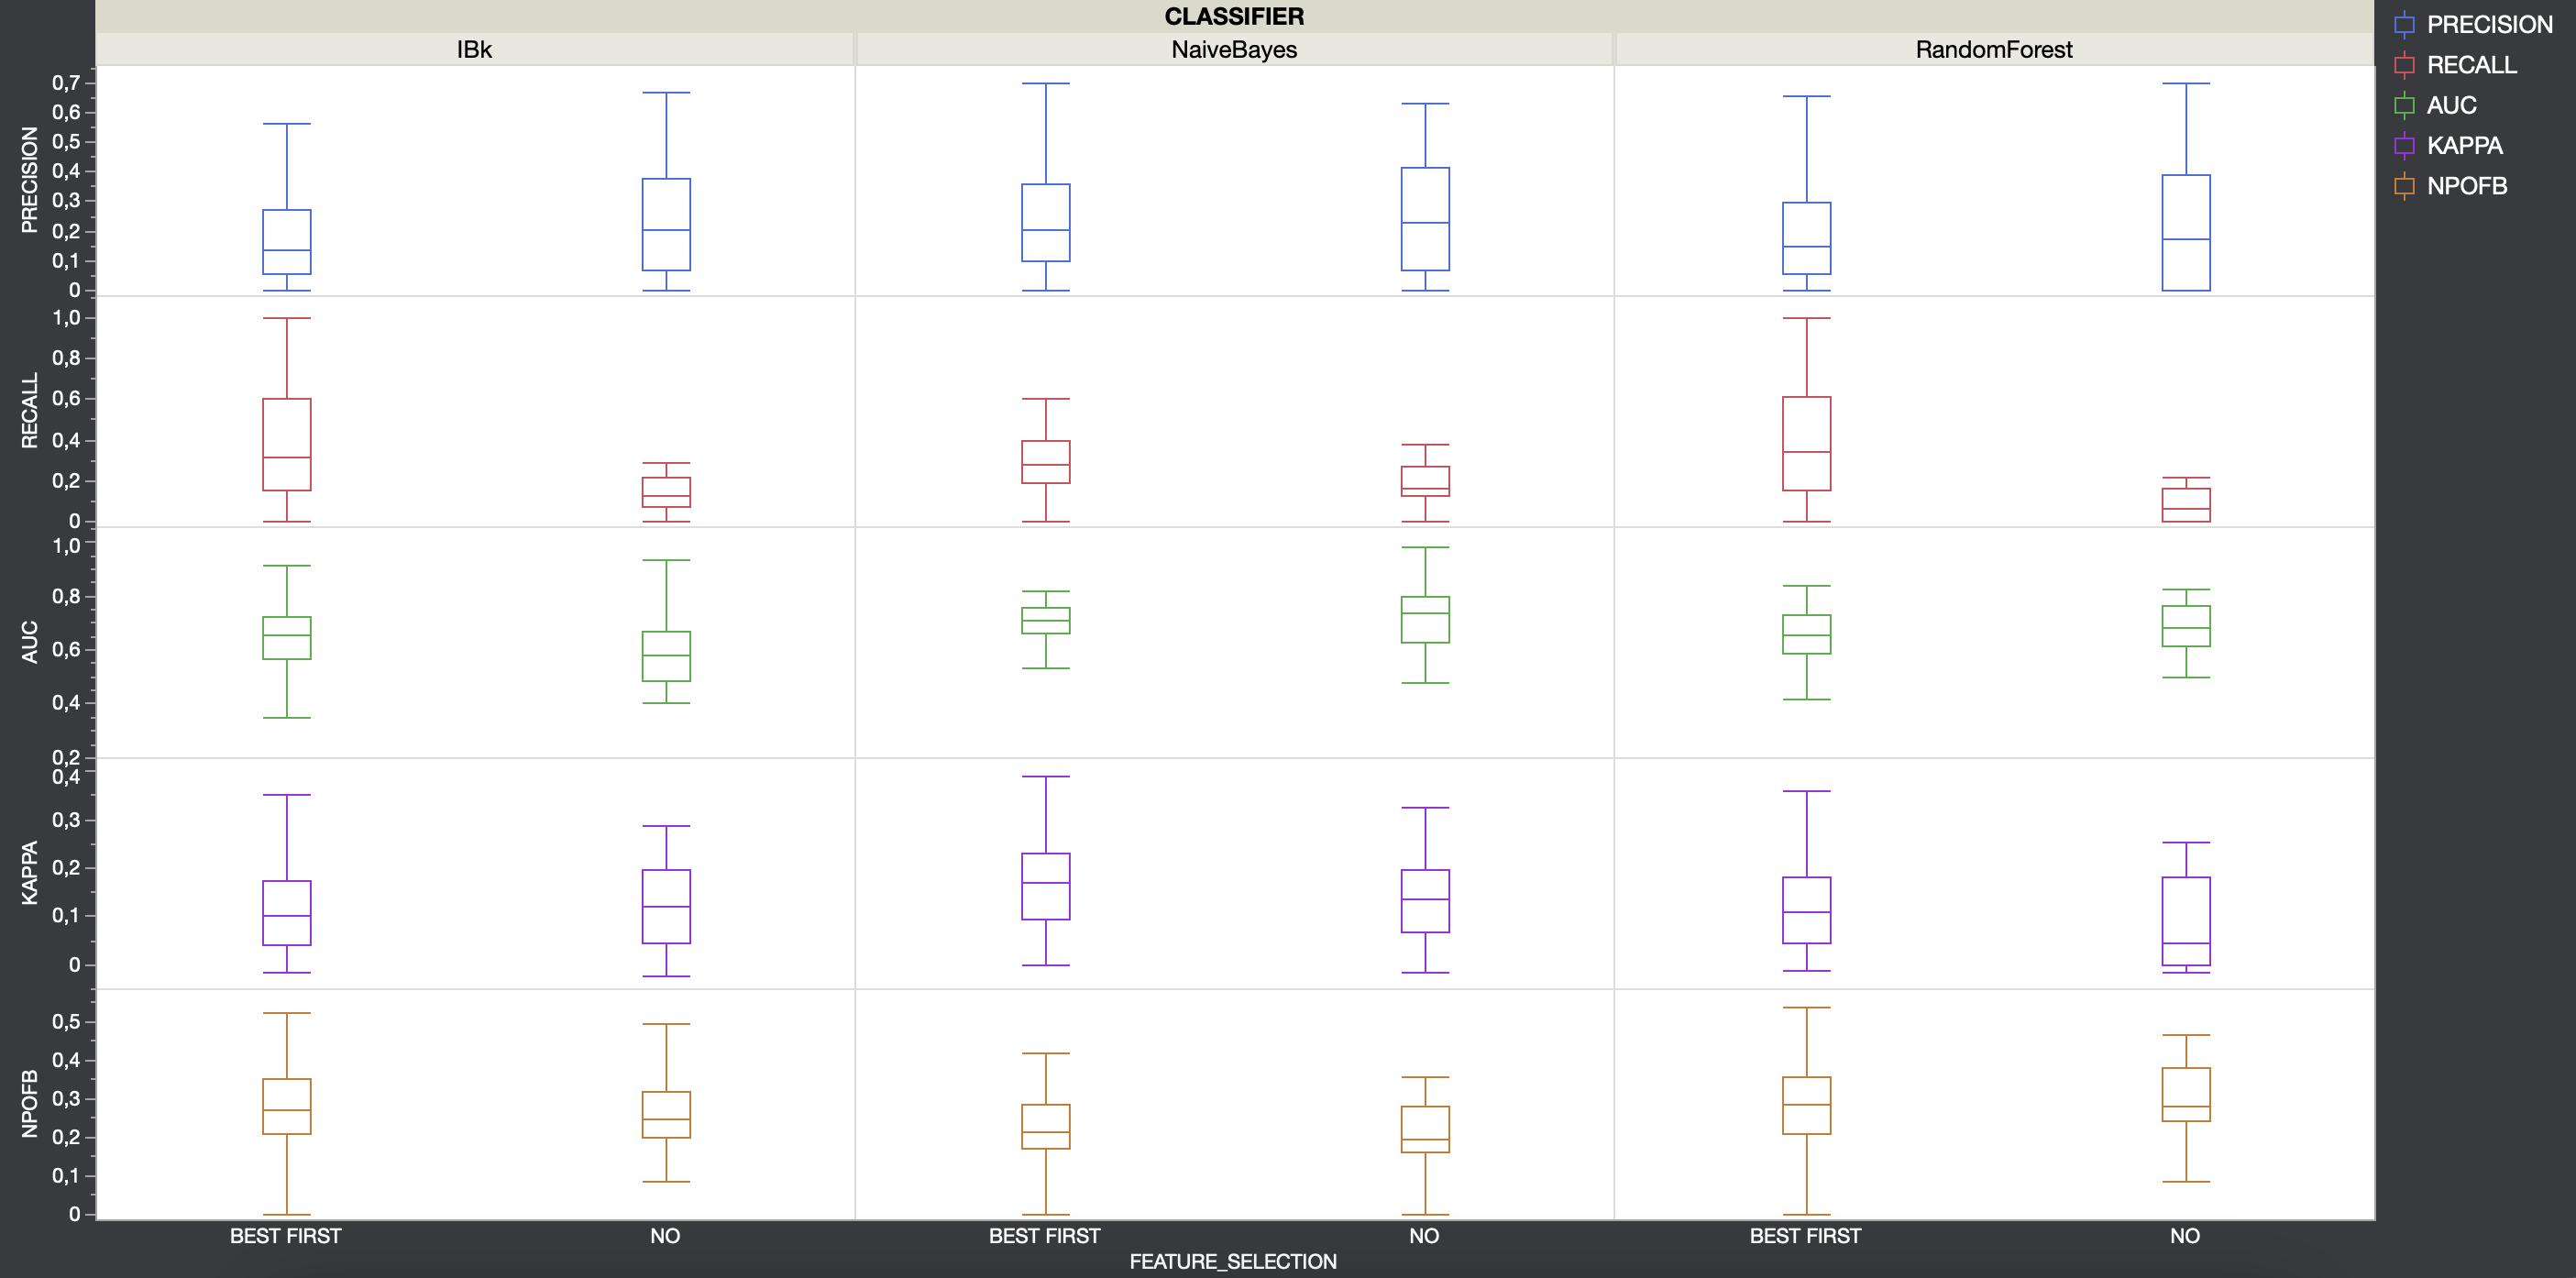 CLASSIFIER
IBk NaiveBayes RandomForest
PRECISION
0,7
0,6
0,5
0,4
0,3
0,2
0,1
0
RECALL
1,0
0,8
0,6
0,4
0,2
0
AUC
1,0
0,8
0,6
0,4
0,2
KAPPA
0,4
0,3
0,2
0,1
0
NPOFB
0,5
0,4
0,3
0,2
0,1
0
BEST FIRST NO BEST FIRST NO BEST FIRST NO
FEATURE_SELECTION
PRECISION
RECALL
AUC
KAPPA
NPOFB